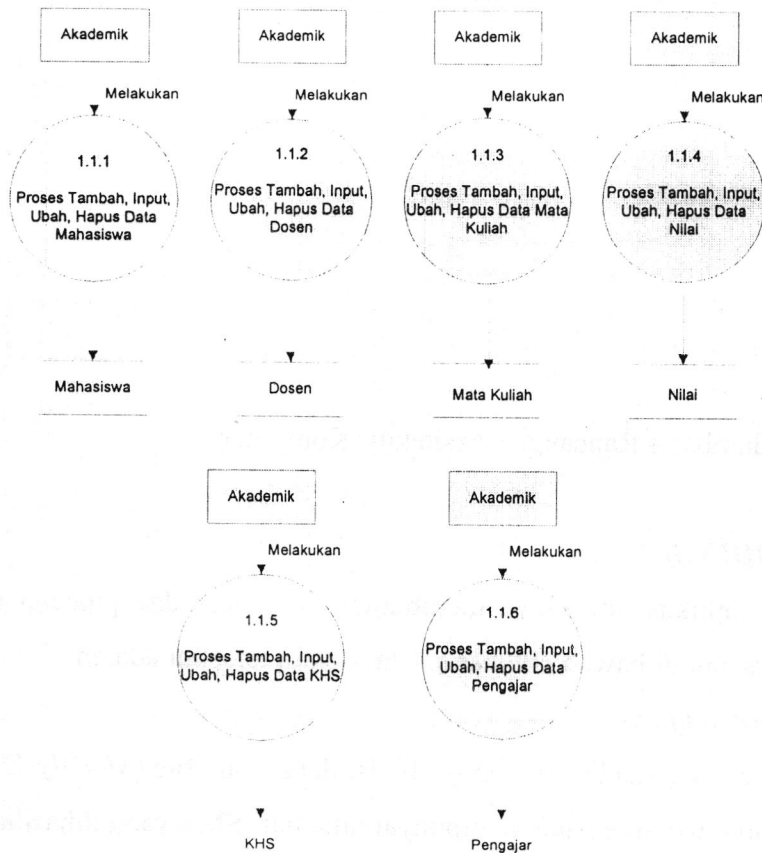 Akademik
Akademik
Akademik
Akademik
Melakukan
Melakukan
Melakukan
Melakukan
1.1.1
Proses Tambah, Input,
Ubah, Hapus Data
Mahasiswa
1.1.2
Proses Tambah, Input,
Ubah, Hapus Data
Dosen
1.1.3
Proses Tambah, Input,
Ubah, Hapus Data Mata
Kuliah
1.1.4
Proses Tambah, Input,
Ubah, Hapus Data
Nilai
Mahasiswa
Dosen
Mata Kuliah
Nilai
Akademik
Akademik
Melakukan
Melakukan
1.1.5
Proses Tambah, Input,
Ubah, Hapus Data KHS
1.1.6
Proses Tambah, Input,
Ubah, Hapus Data
Pengajar
KHS
Pengajar